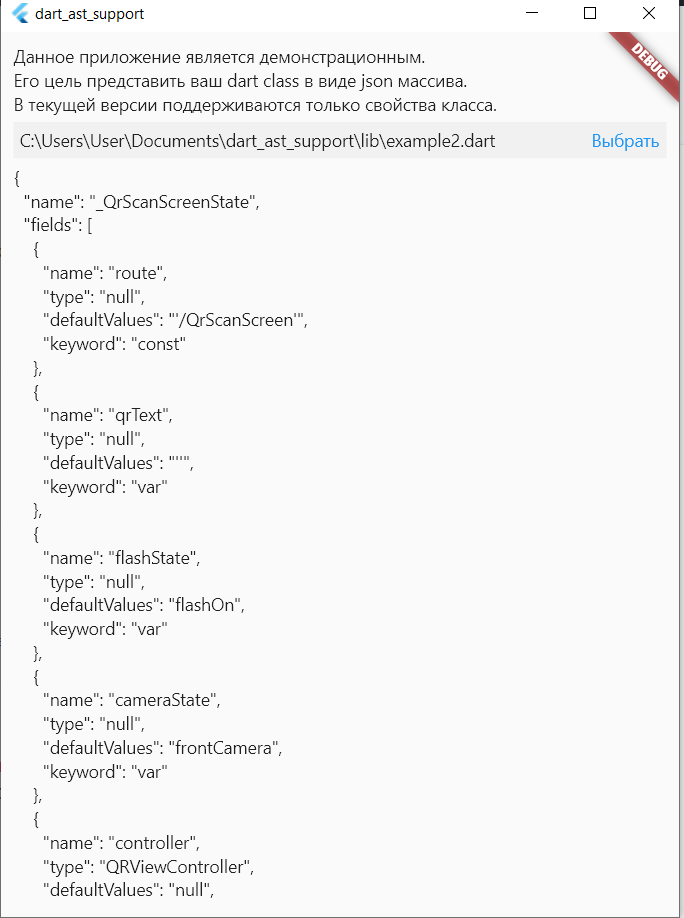 dart_ast_support
DEBUG
Данное приложение является демонстрационным.
Его цель представить ваш dart class в виде json массива.
В текущей версии поддерживаются только свойства класса.
C:\Users\User\Documents\dart_ast_support\lib\example2.dart Выбрать
{
"name": "_QrScanScreenState",
"fields": [
{
"name": "route",
"type": "null",
"defaultValues": "'/QrScanScreen'",
"keyword": "const"
},
{
"name": "qrText",
"type": "null",
"defaultValues": "''",
"keyword": "var"
},
{
"name": "flashState",
"type": "null",
"defaultValues": "flashOn",
"keyword": "var"
},
{
"name": "cameraState",
"type": "null",
"defaultValues": "frontCamera",
"keyword": "var"
},
{
"name": "controller",
"type": "QRViewController",
"defaultValues": "null",